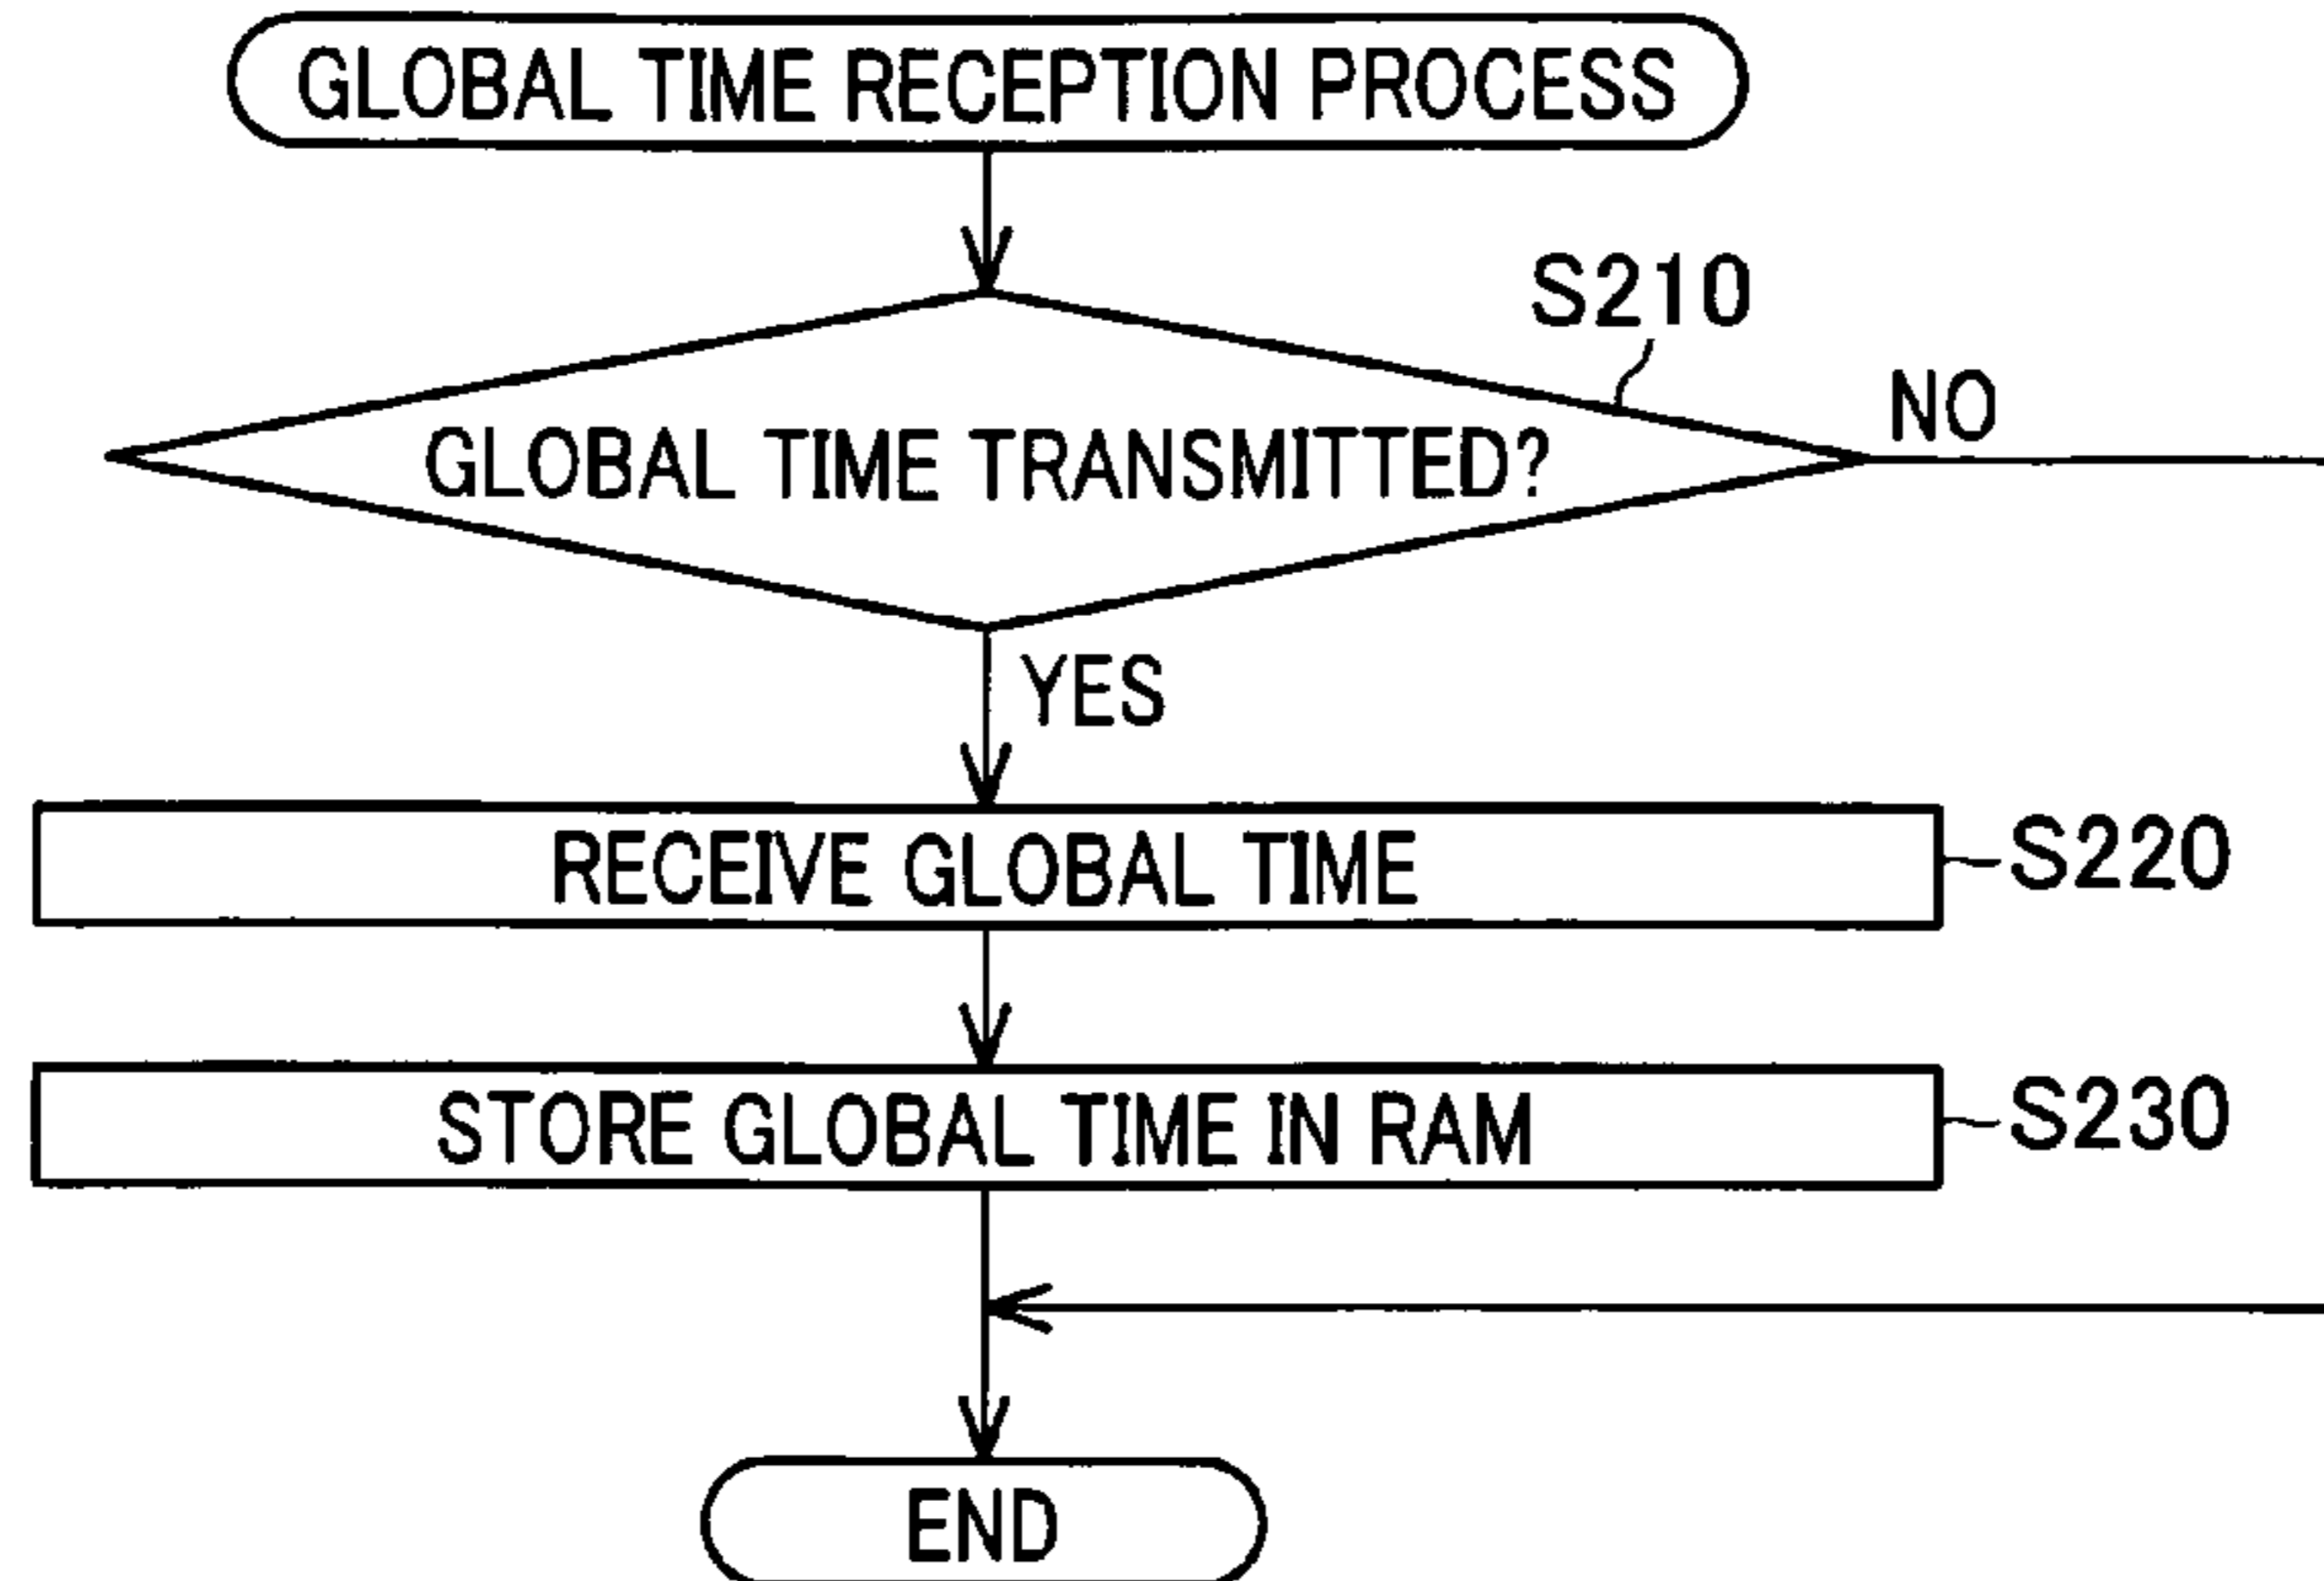 GLOBAL TIME RECEPTION PROCESS
S210
GLOBAL TIME TRANSMITTED?
NO
YES
RECEIVE GLOBAL TIME
S220
STORE GLOBAL TIME IN RAM
S230
END